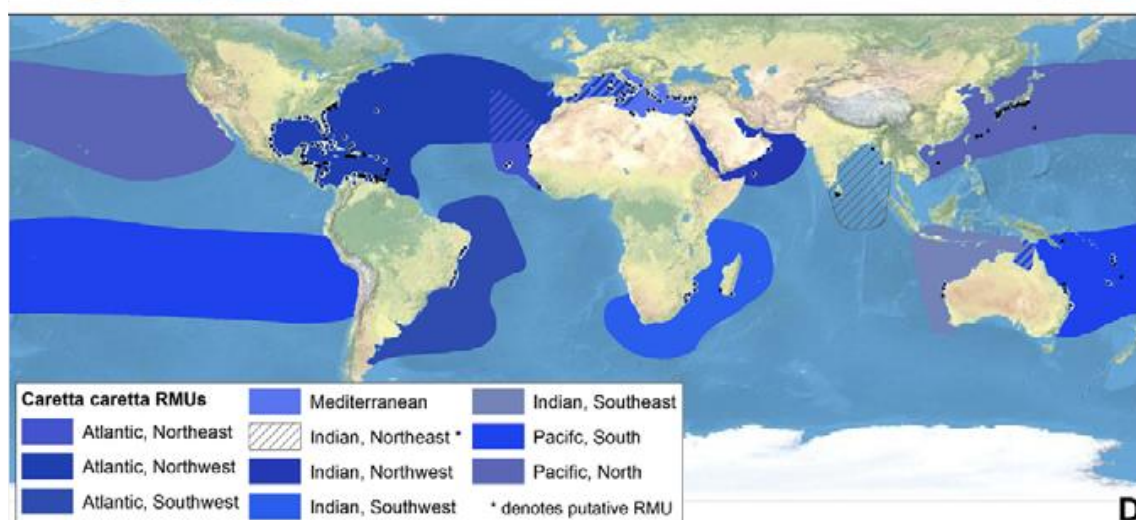 Caretta caretta RMUs
Atlantic, Northeast
Atlantic, Northwest
Atlantic, Southwest
Mediterranean
Indian, Northeast *
Indian, Northwest
Indian, Southwest
Indian, Southeast
Pacifc, South
Pacifc, North
* denotes putative RMU
D